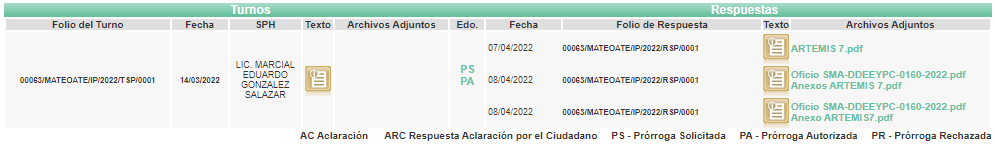 Turnos Respuestas
Folio del Turno Fecha SPH Texto Archivos Adjuntos Edo. Fecha Folio de Respuesta Texto Archivos Adjuntos
00063/MATEOATE/IP/2022/TSP/0001 14/03/2022 LIC. MARCIAL EDUARDO GONZALEZ SALAZAR PS PA
07/04/2022 00063/MATEOATE/IP/2022/RSP/0001 ARTEMIS 7.pdf
08/04/2022 00063/MATEOATE/IP/2022/RSP/0001 Oficio SMA-DDEEYPC-0160-2022.pdf
Anexos ARTEMIS 7.pdf
08/04/2022 00063/MATEOATE/IP/2022/RSP/0001 Oficio SMA-DDEEYPC-0160-2022.pdf
Anexo ARTEMIS7.pdf
AC Aclaración ARC Respuesta Aclaración por el Ciudadano PS - Prórroga Solicitada PA - Prórroga Autorizada PR - Prórroga Rechazada